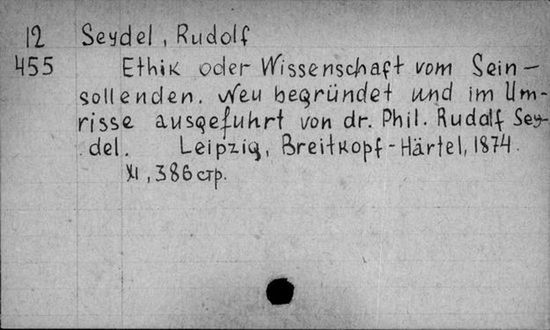 12 Seydel, Rudolf
455 Ethik oder Wissenschaft vom Sein-
sollenden. Neu begründet und im Um-
risse ausgefuhrt von dr. Phil. Rudolf Sey-
del. Leipzig, Breitkopf-Härtel, 1874.
XI, 386 стр.